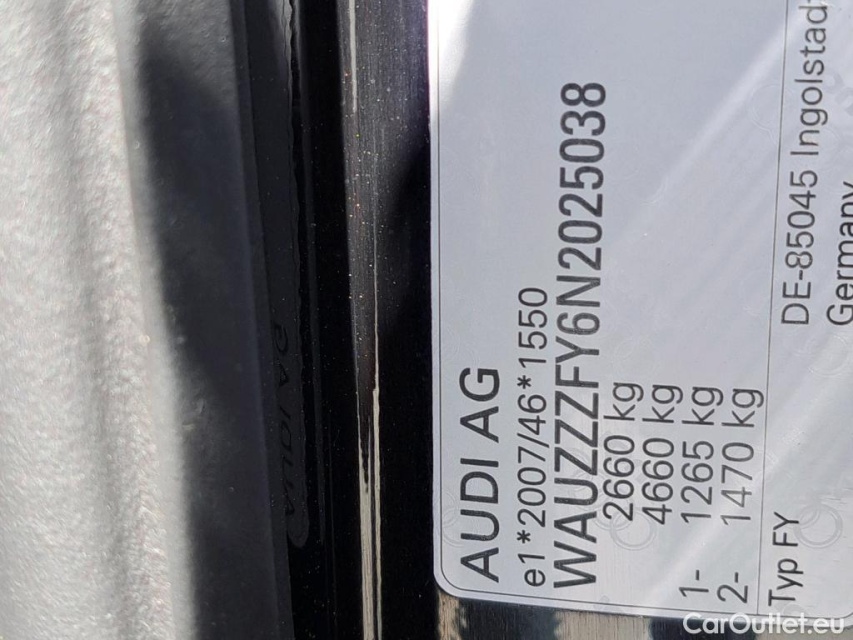 AUDI AG
e1*2007/46*1550
WAUZZZFY6N2025038
2660 kg
4660 kg
1- 1265 kg
2- 1470 kg
Typ FY
DE-85045 Ingolstadt
Germany
CarOutlet.eu